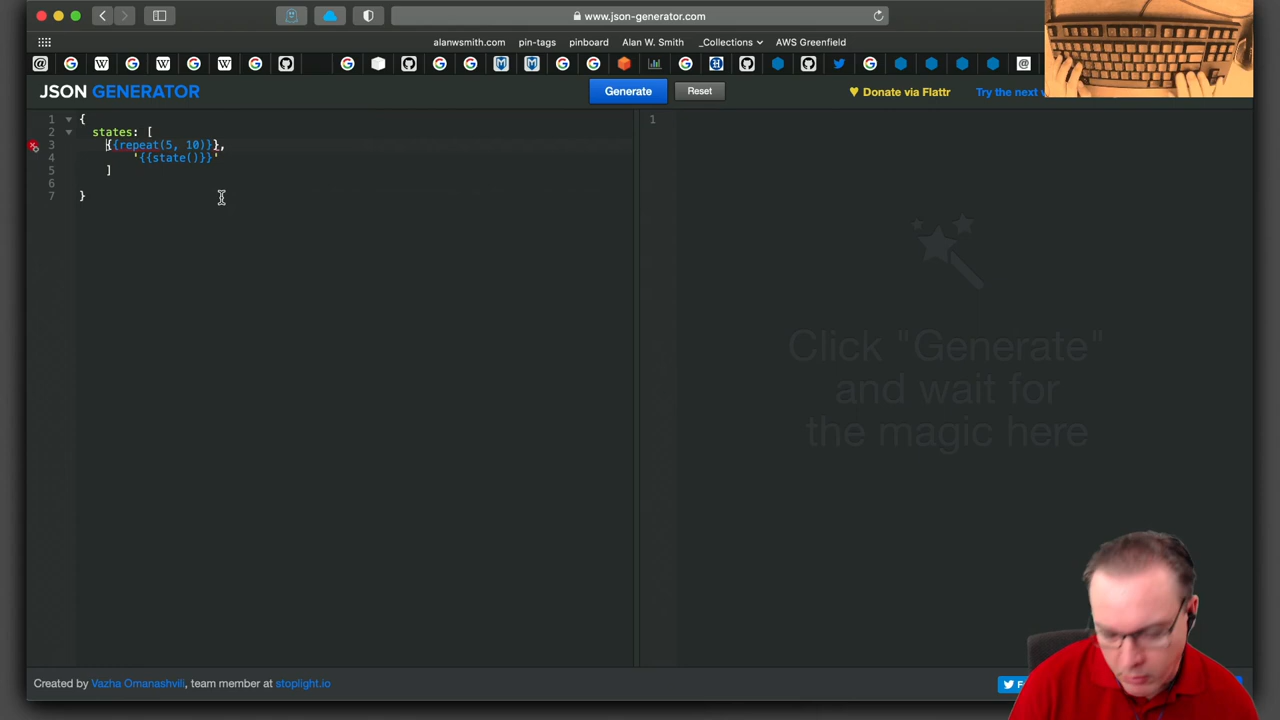 www.json-generator.com
alanwsmith.com pin-tags pinboard Alan W. Smith _Collections AWS Greenfield
JSON GENERATOR
Generate
Reset
Donate via Flattr
Try the next
1 {
2 states: [
3 {{repeat(5, 10)}},
4 '{{state()}}'
5 ]
6
7 }
1
Click "Generate"
and wait for
the magic here
Created by Vazha Omanashvili, team member at stoplight.io